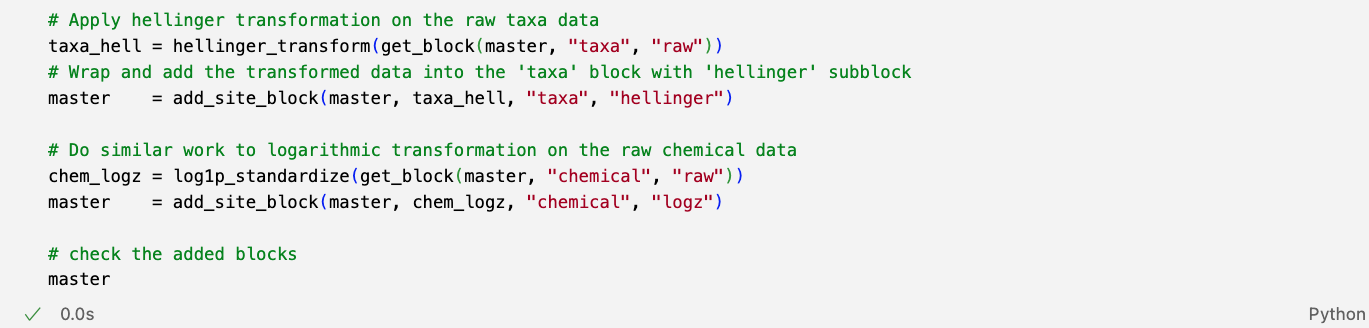 # Apply hellinger transformation on the raw taxa data
taxa_hell = hellinger_transform(get_block(master, "taxa", "raw"))
# Wrap and add the transformed data into the 'taxa' block with 'hellinger' subblock
master    = add_site_block(master, taxa_hell, "taxa", "hellinger")
# Do similar work to logarithmic transformation on the raw chemical data
chem_logz = log1p_standardize(get_block(master, "chemical", "raw"))
master    = add_site_block(master, chem_logz, "chemical", "logz")
# check the added blocks
master
0.0s Python